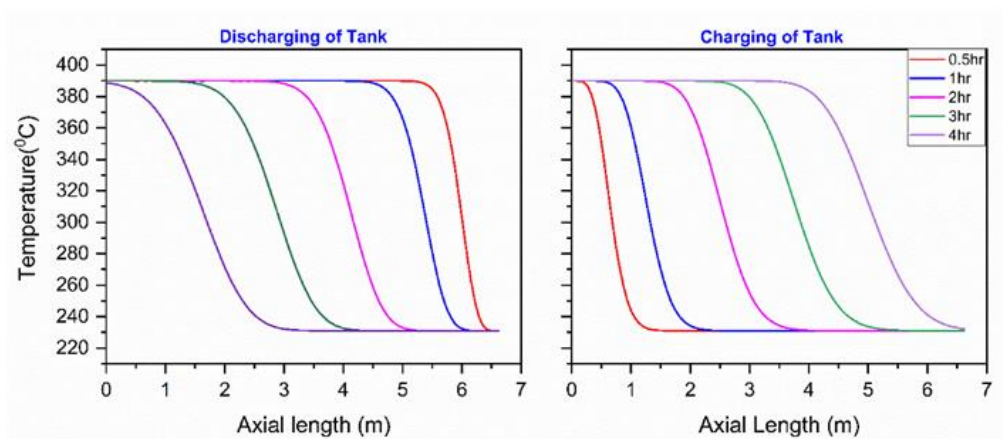 Discharging of Tank
Charging of Tank
400
380
360
340
320
300
280
260
240
220
Temperature(⁰C)
0 1 2 3 4 5 6 7
Axial length (m)
0.5hr
1hr
2hr
3hr
4hr
0 1 2 3 4 5 6 7
Axial Length (m)